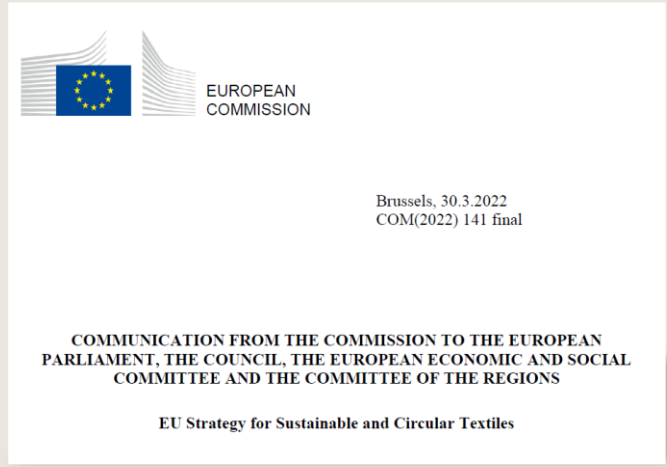 EUROPEAN
COMMISSION
Brussels, 30.3.2022
COM(2022) 141 final
COMMUNICATION FROM THE COMMISSION TO THE EUROPEAN
PARLIAMENT, THE COUNCIL, THE EUROPEAN ECONOMIC AND SOCIAL
COMMITTEE AND THE COMMITTEE OF THE REGIONS
EU Strategy for Sustainable and Circular Textiles